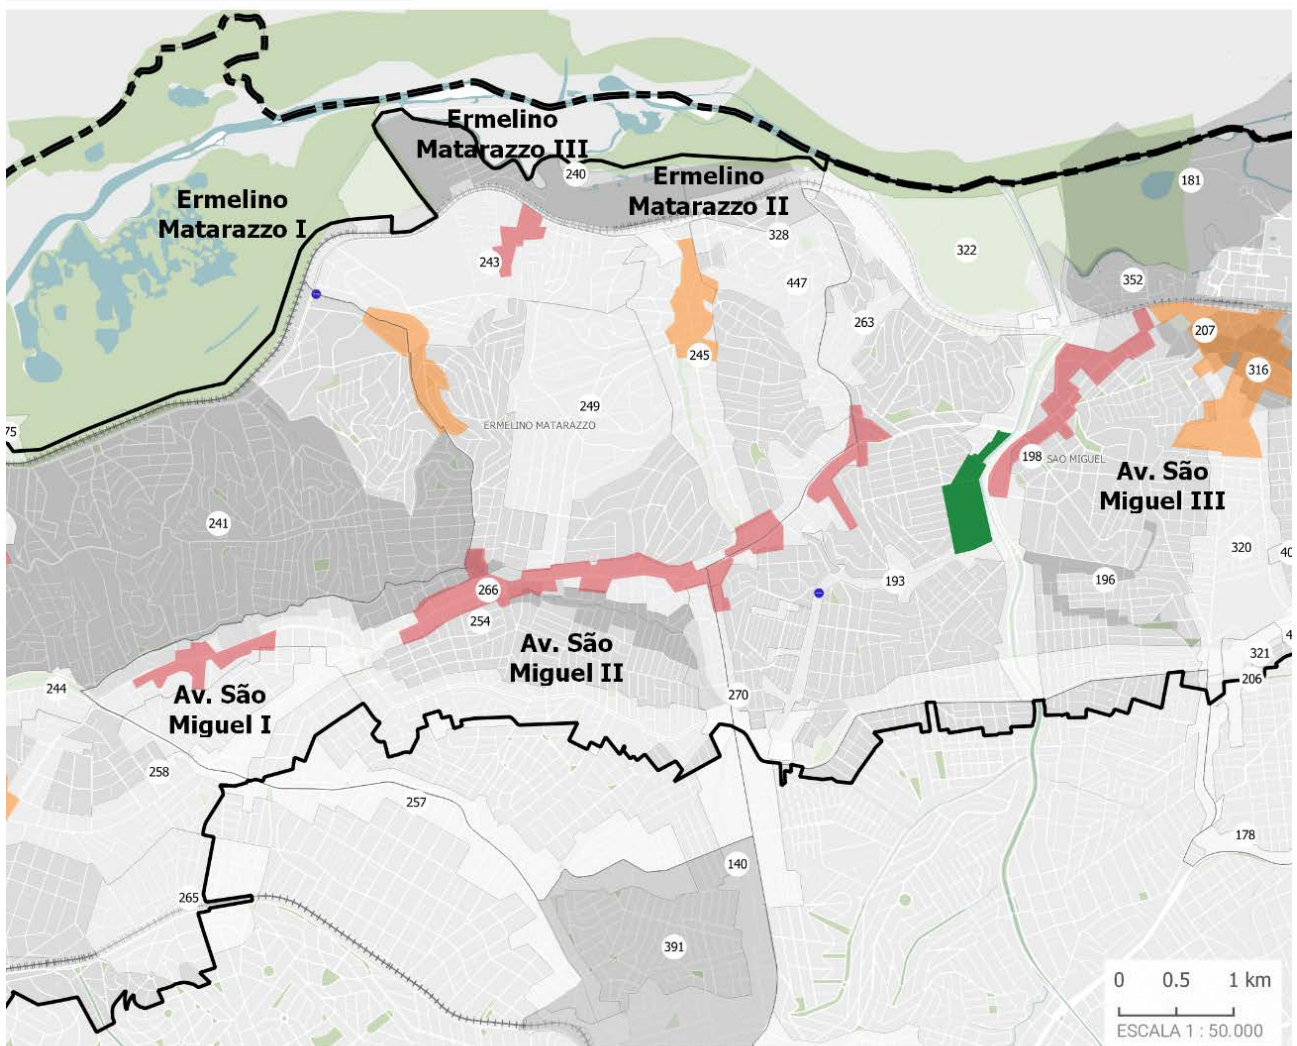 Ermelino
Matarazzo III
240
Ermelino
Matarazzo II
Ermelino
Matarazzo I
181
328
322
243
352
447
263
207
245
316
249
ERMELINO MATARAZZO
75
198
SAO MIGUEL
Av. São
Miguel III
241
320
40
193
196
266
254
Av. São
Miguel II
4
321
206
244
Av. São
Miguel I
270
258
257
178
140
265
391
0 0.5 1 km
ESCALA 1 : 50.000